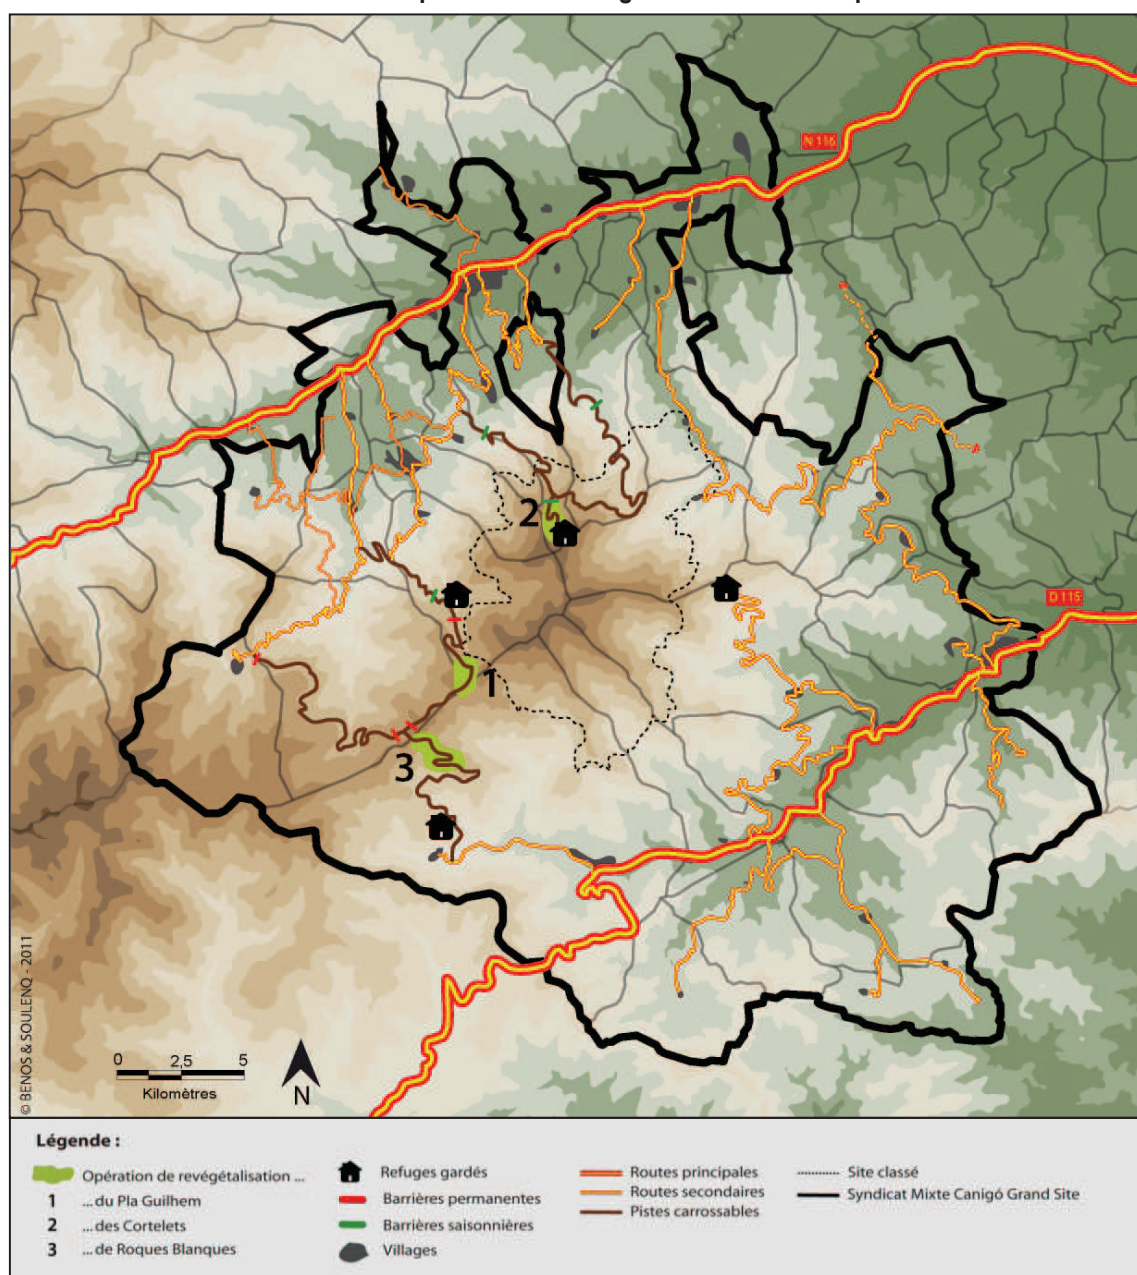 N 116
D 115
1
2
3
© BENOS & SOULENQ - 2011
0 2,5 5
Kilomètres
N
Légende :
Opération de revégétalisation ...
1 ...du Pla Guilhem
2 ...des Cortelets
3 ...de Roques Blanques
Refuges gardés
Barrières permanentes
Barrières saisonnières
Villages
Routes principales
Routes secondaires
Pistes carrossables
Site classé
Syndicat Mixte Canigó Grand Site